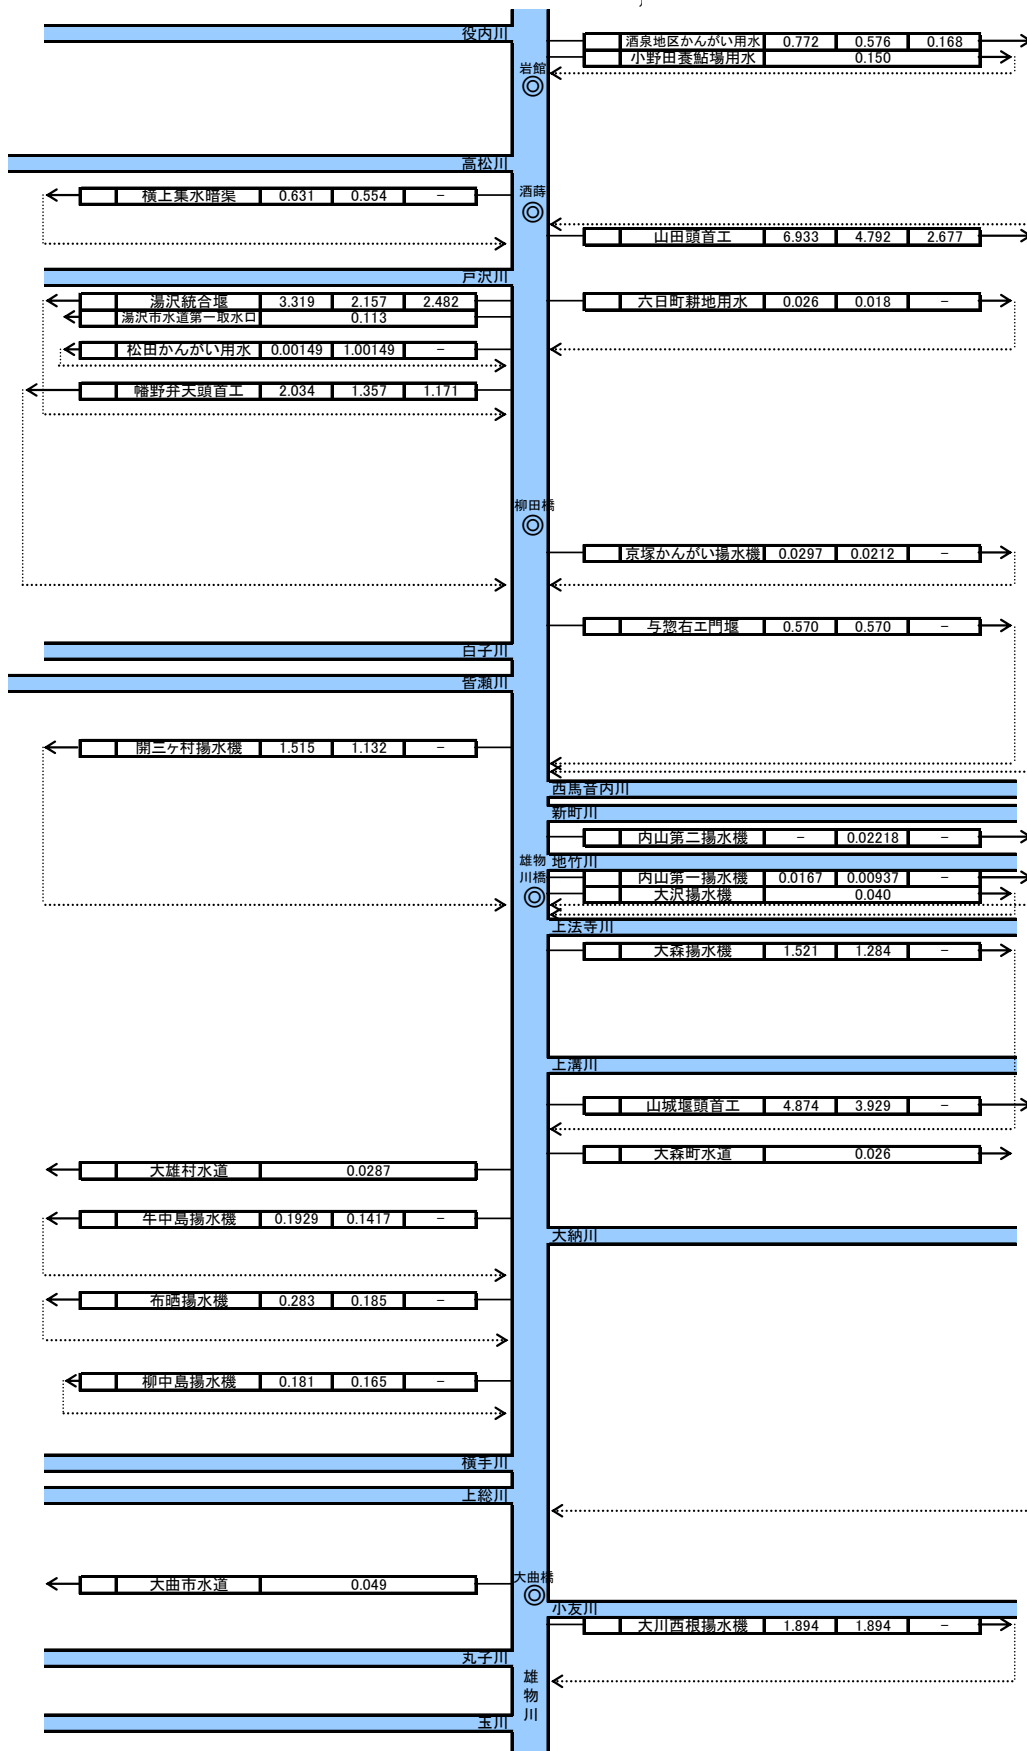 役内川
酒泉地区かんがい用水 0.772 0.576 0.168
小野田養鮎場用水 0.150
岩館
高松川
横上集水暗渠 0.631 0.554 -
酒蒔
山田頭首工 6.933 4.792 2.677
戸沢川
湯沢統合堰 3.319 2.157 2.482
六日町耕地用水 0.026 0.018 -
湯沢市水道第一取水口 0.113
松田かんがい用水 0.00149 1.00149 -
幡野弁天頭首工 2.034 1.357 1.171
柳田橋
京塚かんがい揚水機 0.0297 0.0212 -
与惣右エ門堰 0.570 0.570 -
白子川
皆瀬川
開三ヶ村揚水機 1.515 1.132 -
西馬音内川
新町川
内山第二揚水機 - 0.02218 -
雄物川橋
地竹川
内山第一揚水機 0.0167 0.00937 -
大沢揚水機 0.040
上法寺川
大森揚水機 1.521 1.284 -
上溝川
山城堰頭首工 4.874 3.929 -
大森町水道 0.026
大雄村水道 0.0287
牛中島揚水機 0.1929 0.1417 -
大納川
布晒揚水機 0.283 0.185 -
柳中島揚水機 0.181 0.165 -
横手川
上総川
大曲市水道 0.049
大曲橋
小友川
大川西根揚水機 1.894 1.894 -
丸子川
雄物川
玉川